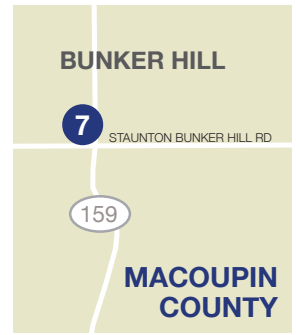 BUNKER HILL
7
STAUNTON BUNKER HILL RD
159
MACOUPIN
COUNTY